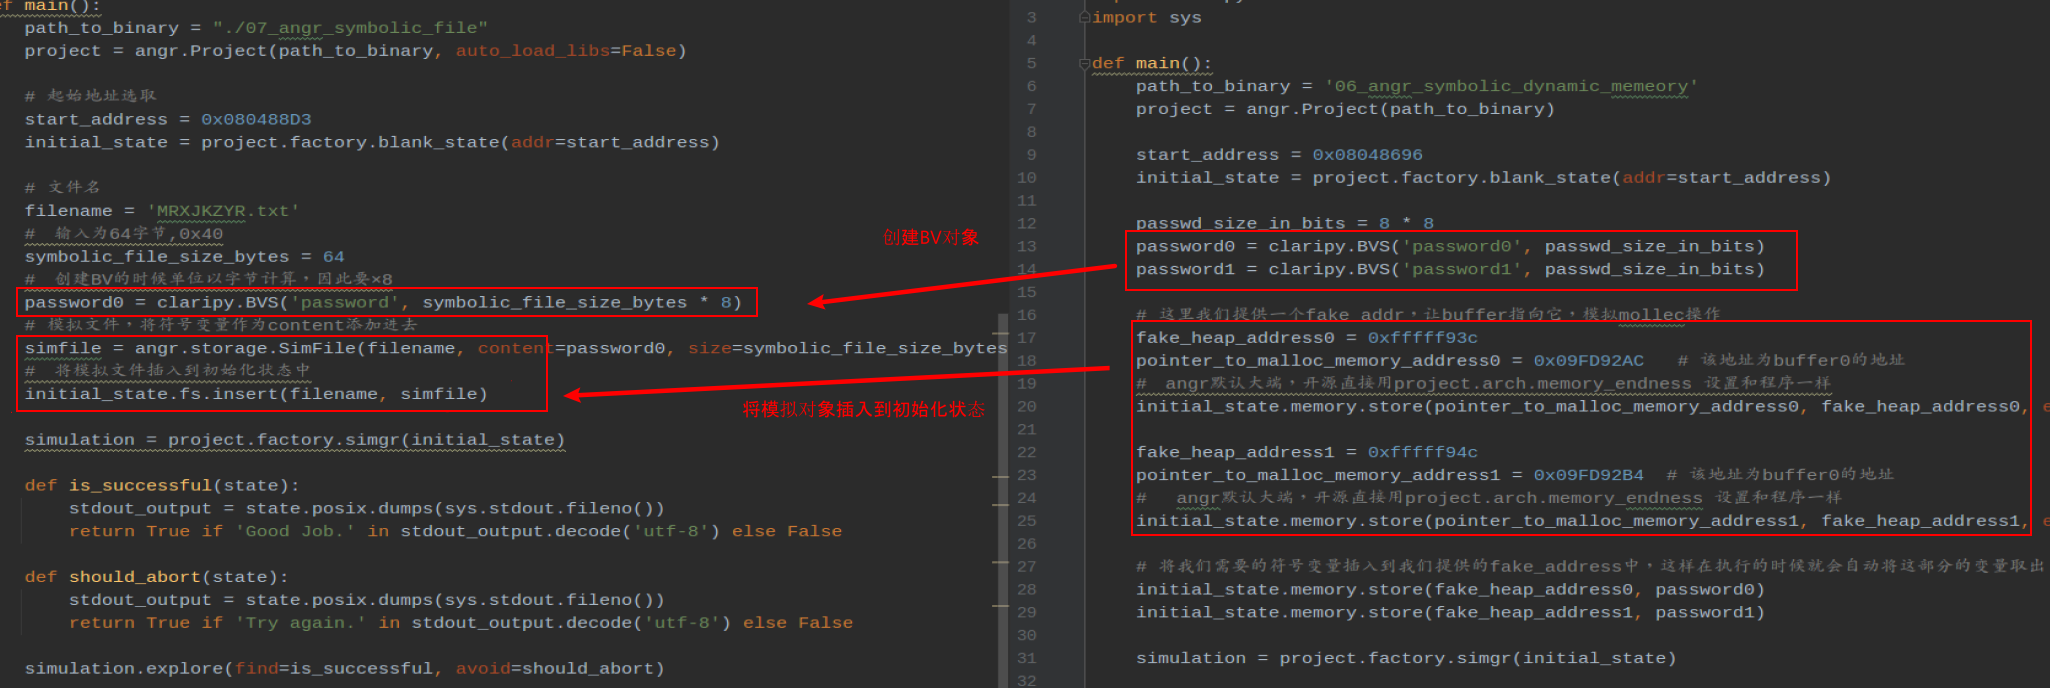 def main():
path_to_binary = "./07_angr_symbolic_file"
project = angr.Project(path_to_binary, auto_load_libs=False)
# 起始地址选取
start_address = 0x080488D3
initial_state = project.factory.blank_state(addr=start_address)
# 文件名
filename = 'MRXJKZYR.txt'
# 输入为64字节,0x40
symbolic_file_size_bytes = 64
# 创建BV的时候单位以字节计算，因此要×8
password0 = claripy.BVS('password', symbolic_file_size_bytes * 8)
# 模拟文件，将符号变量作为content添加进去
simfile = angr.storage.SimFile(filename, content=password0, size=symbolic_file_size_bytes
# 将模拟文件插入到初始化状态中
initial_state.fs.insert(filename, simfile)
simulation = project.factory.simgr(initial_state)
def is_successful(state):
stdout_output = state.posix.dumps(sys.stdout.fileno())
return True if 'Good Job.' in stdout_output.decode('utf-8') else False
def should_abort(state):
stdout_output = state.posix.dumps(sys.stdout.fileno())
return True if 'Try again.' in stdout_output.decode('utf-8') else False
simulation.explore(find=is_successful, avoid=should_abort)
创建BV对象
将模拟对象插入到初始化状态
3 import sys
4
5 def main():
6 path_to_binary = '06_angr_symbolic_dynamic_memeory'
7 project = angr.Project(path_to_binary)
8
9 start_address = 0x08048696
10 initial_state = project.factory.blank_state(addr=start_address)
11
12 passwd_size_in_bits = 8 * 8
13 password0 = claripy.BVS('password0', passwd_size_in_bits)
14 password1 = claripy.BVS('password1', passwd_size_in_bits)
15
16 # 这里我们提供一个fake addr，让buffer指向它，模拟mollec操作
17 fake_heap_address0 = 0xfffff93c
18 pointer_to_malloc_memory_address0 = 0x09FD92AC # 该地址为buffer0的地址
19 # angr默认大端，开源直接用project.arch.memory_endness 设置和程序一样
20 initial_state.memory.store(pointer_to_malloc_memory_address0, fake_heap_address0,
21
22 fake_heap_address1 = 0xfffff94c
23 pointer_to_malloc_memory_address1 = 0x09FD92B4 # 该地址为buffer0的地址
24 # angr默认大端，开源直接用project.arch.memory_endness 设置和程序一样
25 initial_state.memory.store(pointer_to_malloc_memory_address1, fake_heap_address1,
26
27 # 将我们需要的符号变量插入到我们提供的fake_address中，这样在执行的时候就会自动将这部分的变量取出
28 initial_state.memory.store(fake_heap_address0, password0)
29 initial_state.memory.store(fake_heap_address1, password1)
30
31 simulation = project.factory.simgr(initial_state)
32